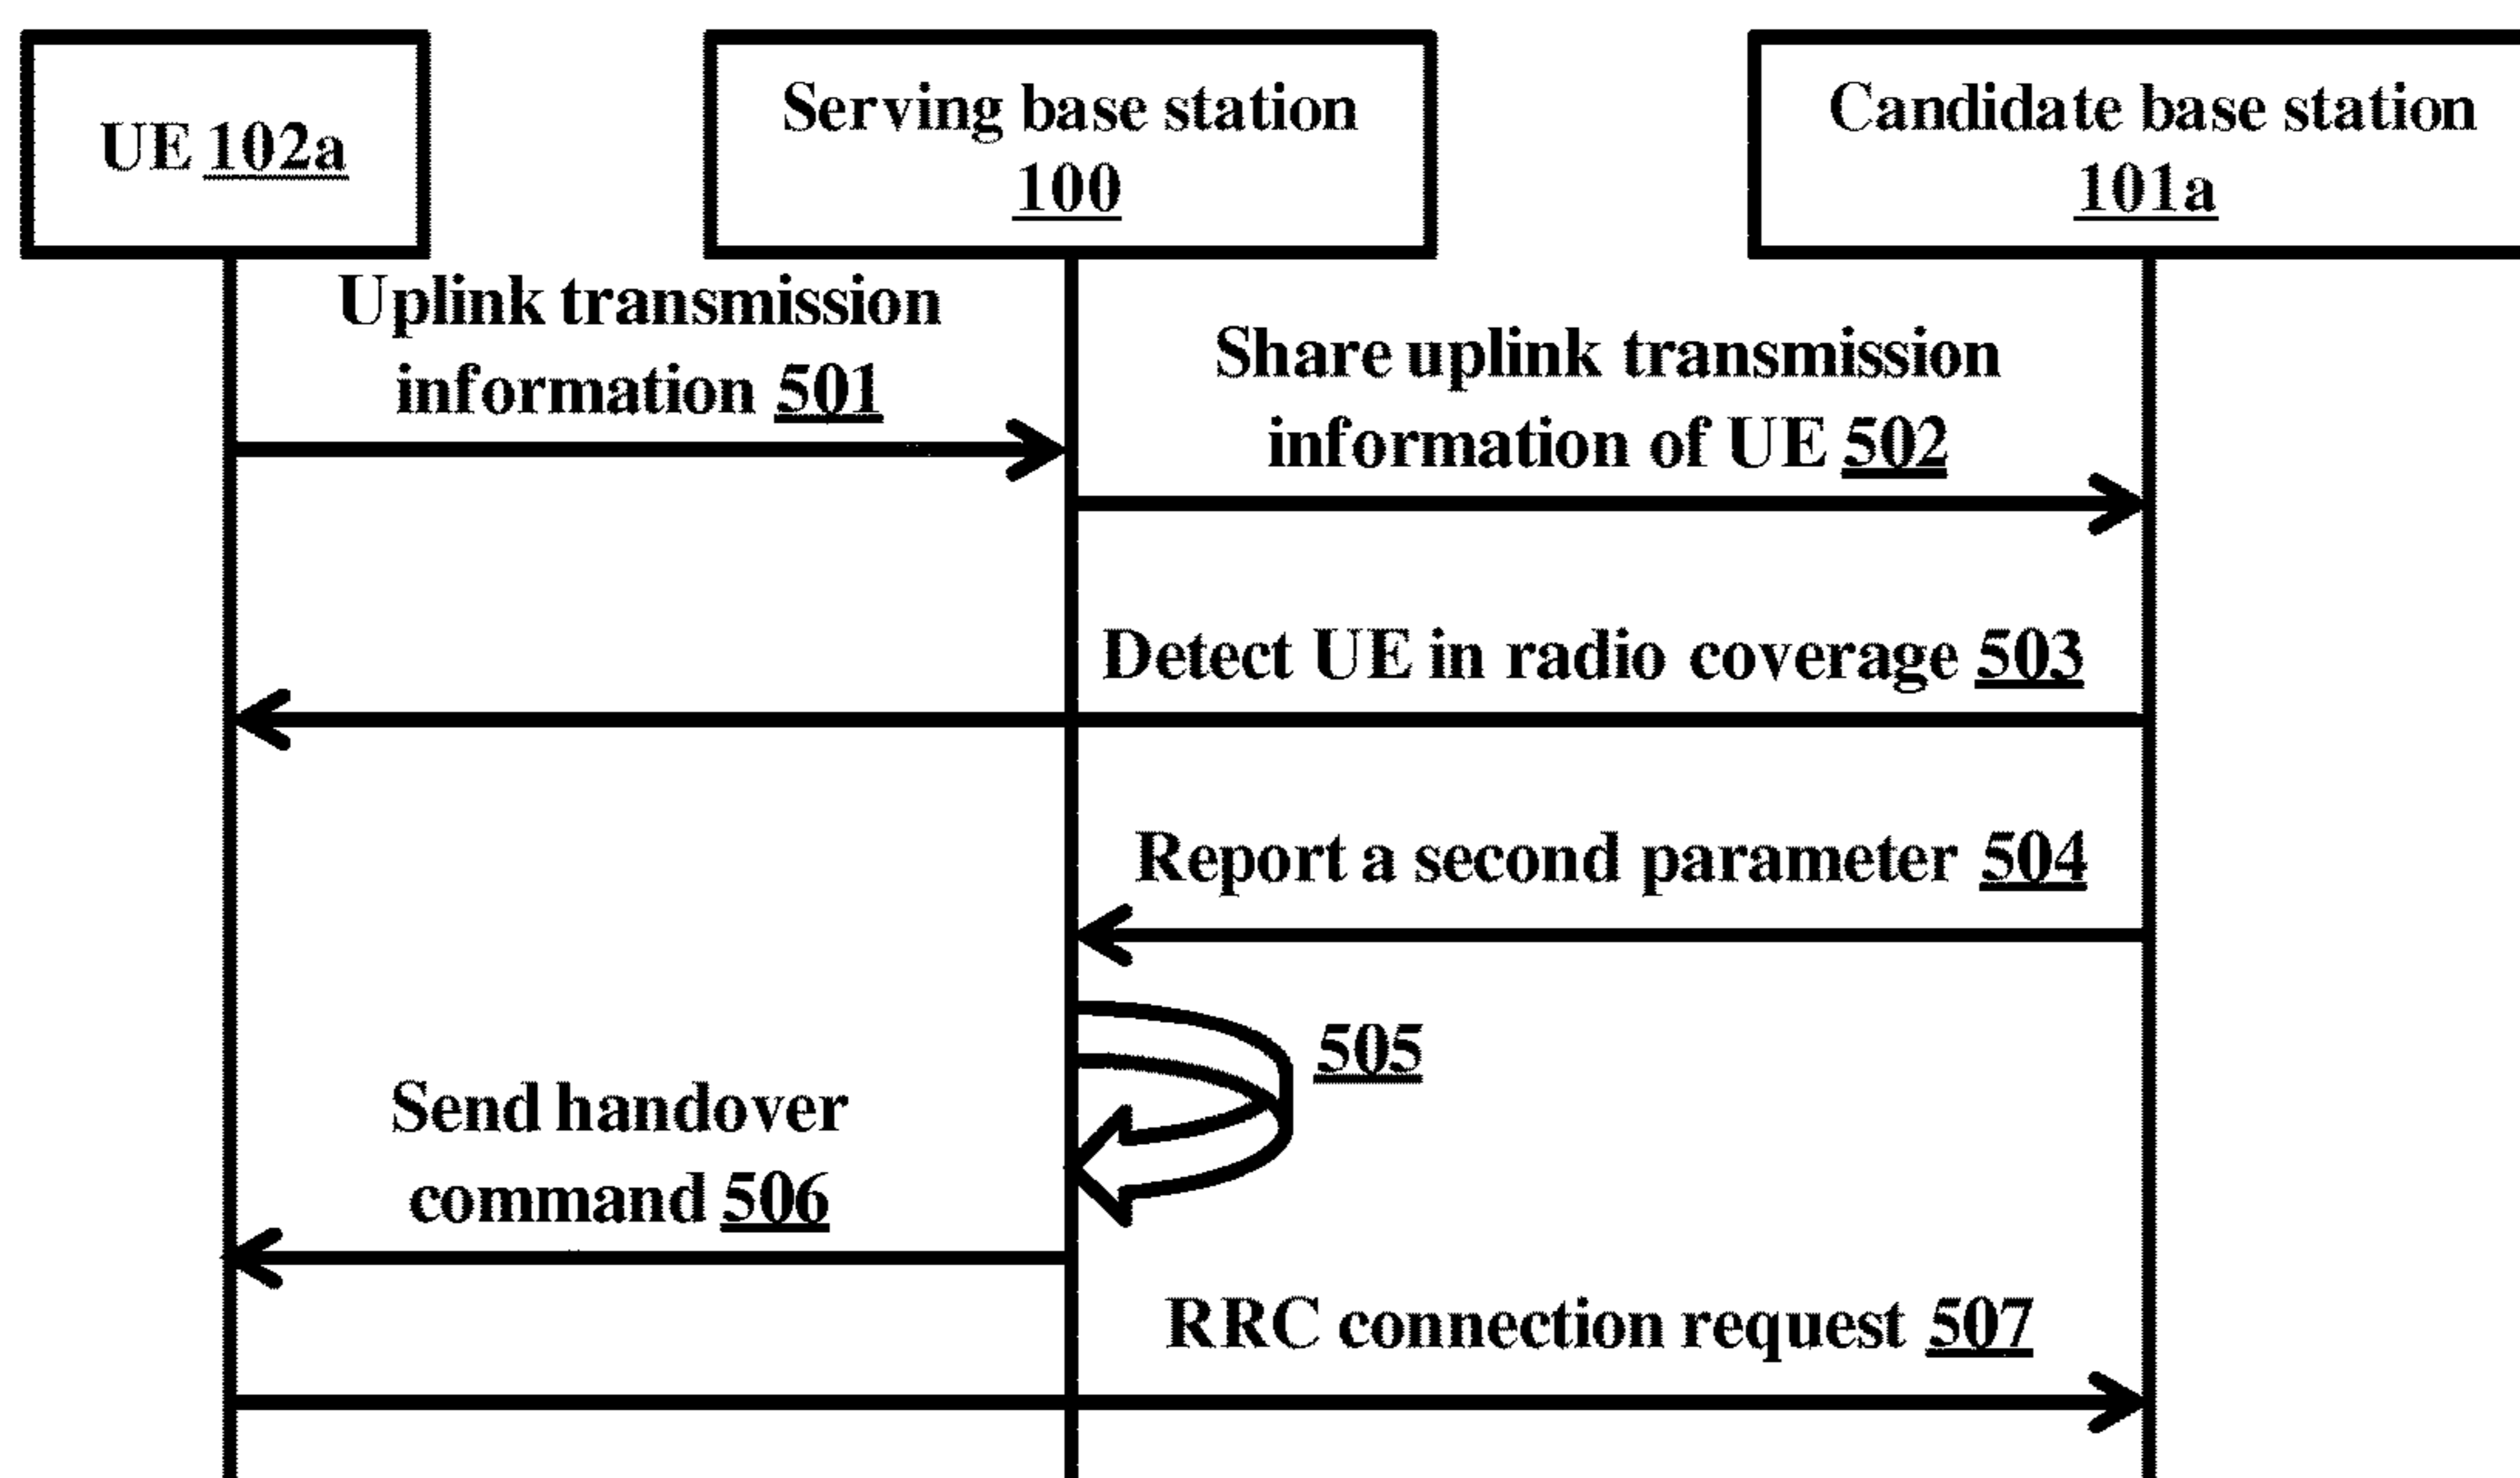 UE 102a
Serving base station
100
Candidate base station
101a
Uplink transmission
information 501
Share uplink transmission
information of UE 502
Detect UE in radio coverage 503
Report a second parameter 504
505
Send handover
command 506
RRC connection request 507